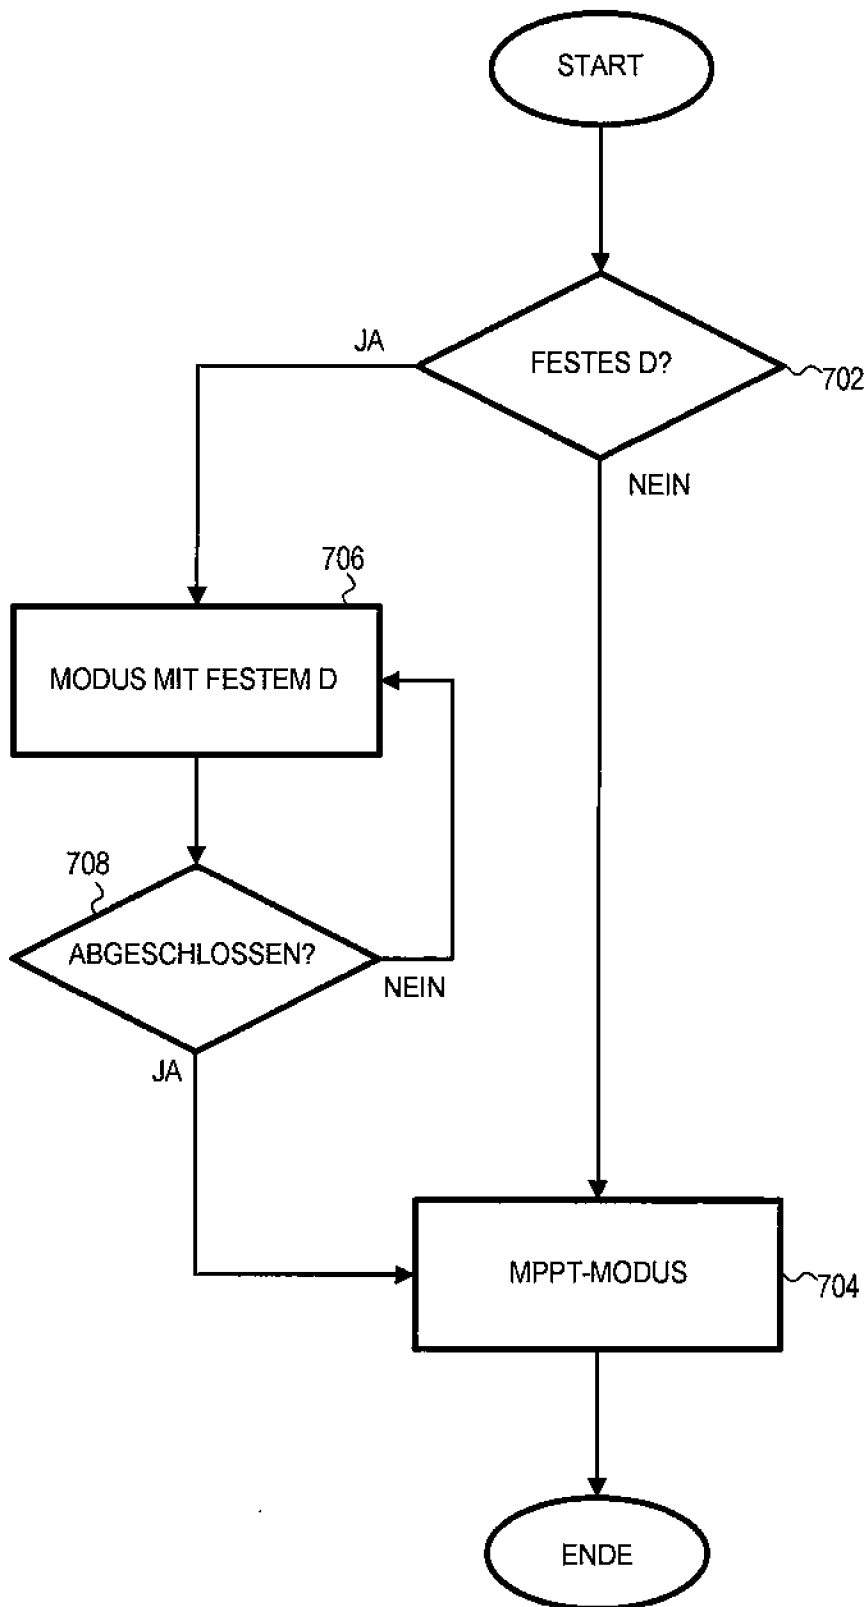 START
JA
FESTES D?
702
NEIN
706
MODUS MIT FESTEM D
708
ABGESCHLOSSEN?
NEIN
JA
MPPT-MODUS
704
ENDE